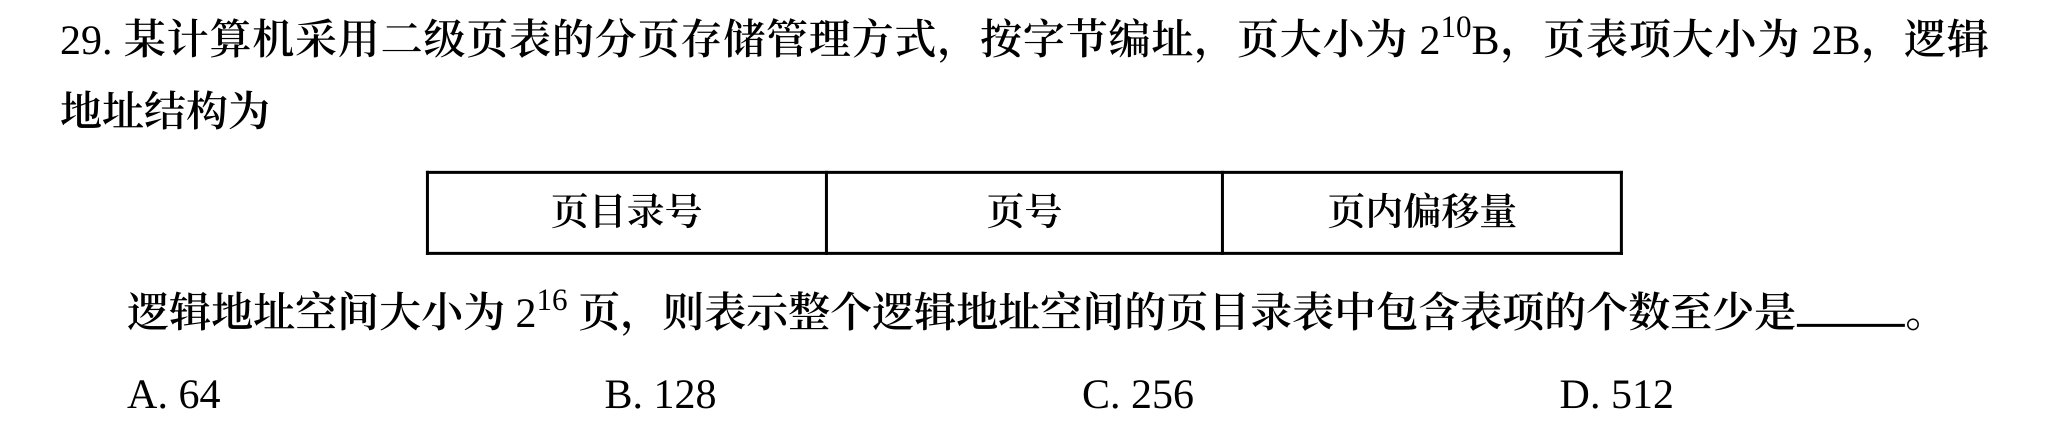 29. 某计算机采用二级页表的分页存储管理方式，按字节编址，页大小为 2¹⁰B，页表项大小为 2B，逻辑
地址结构为
页目录号 页号 页内偏移量
逻辑地址空间大小为 2¹⁶ 页，则表示整个逻辑地址空间的页目录表中包含表项的个数至少是_____。
A. 64 B. 128 C. 256 D. 512